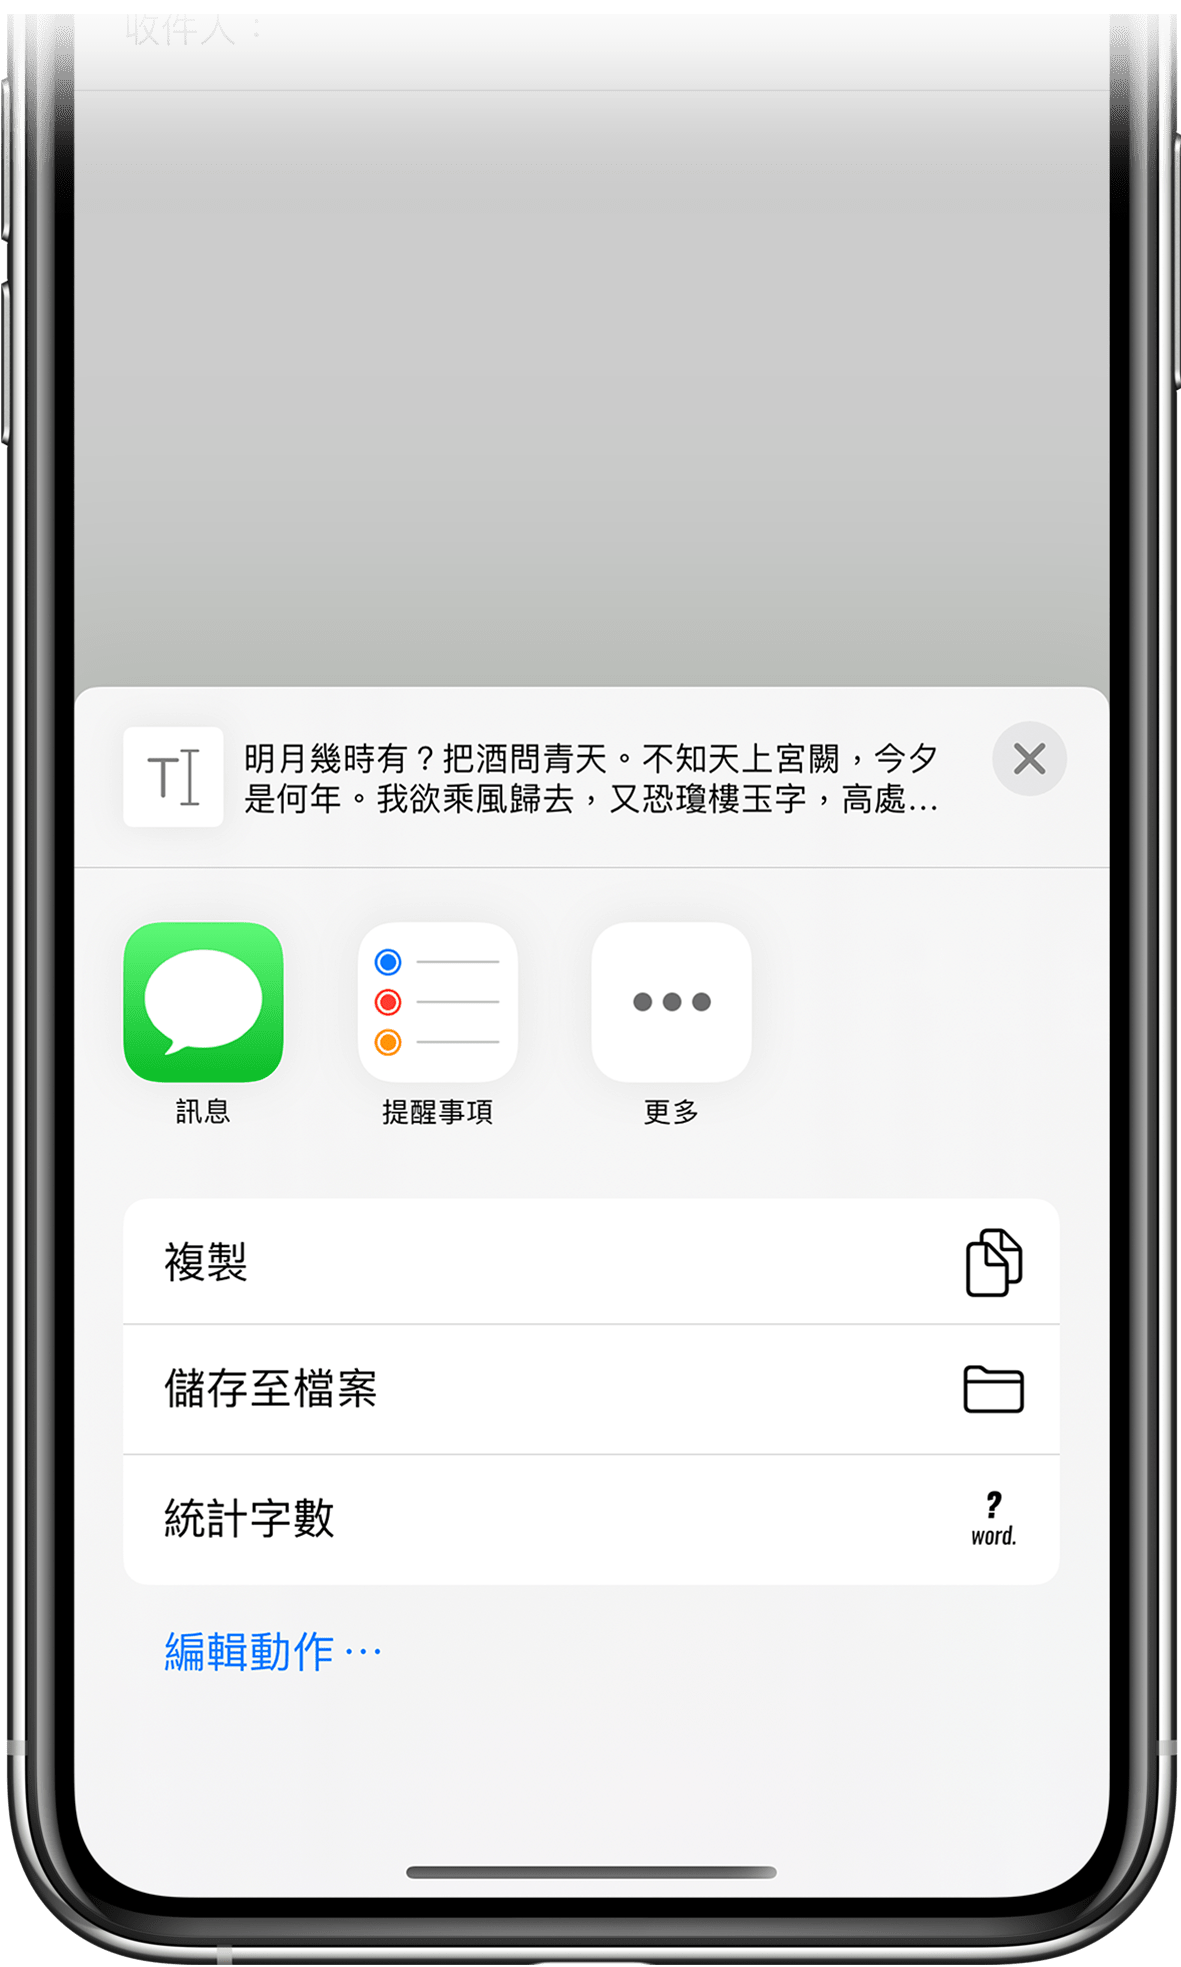 收件人：
明月幾時有？把酒問青天。不知天上宮闕，今夕
是何年。我欲乘風歸去，又恐瓊樓玉字，高處...
訊息
提醒事項
更多
複製
儲存至檔案
統計字數
?
word.
編輯動作...